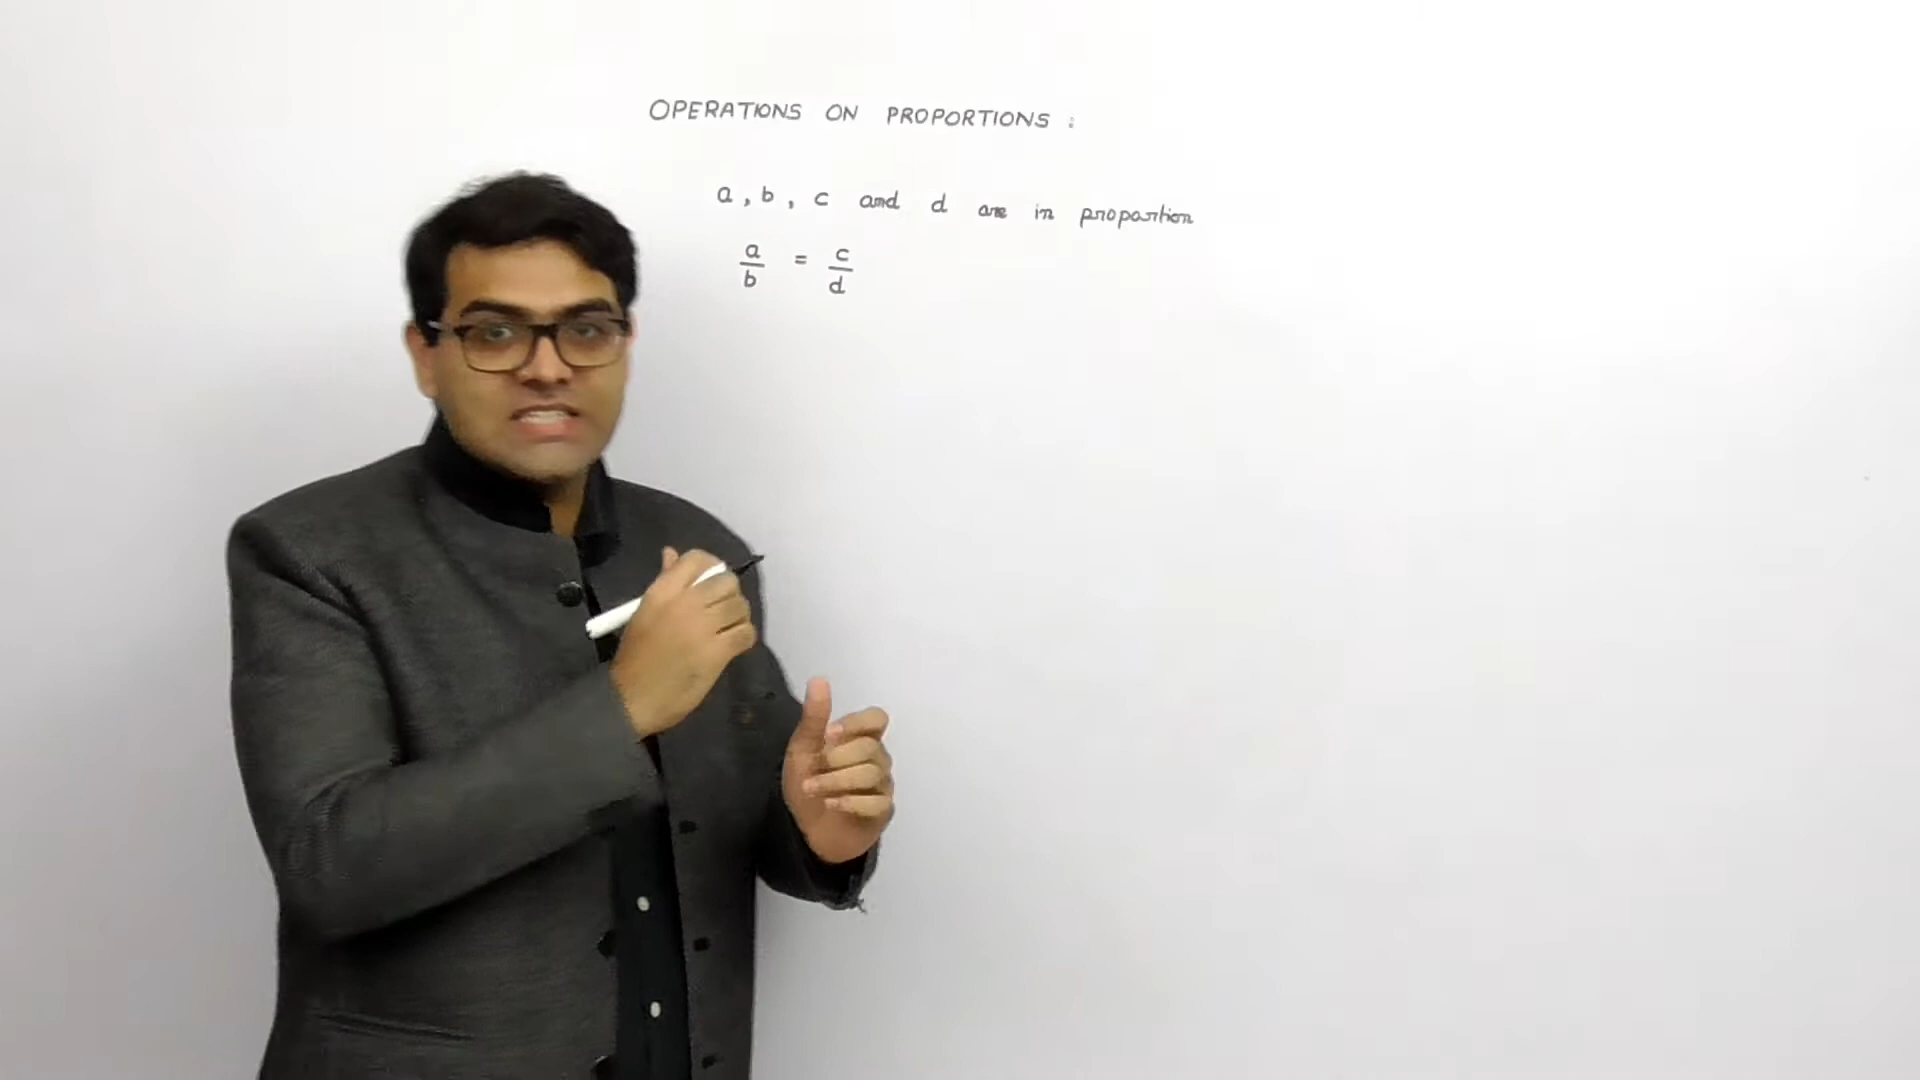 OPERATIONS ON PROPORTIONS :
a , b , c and d are in proportion
a/b = c/d